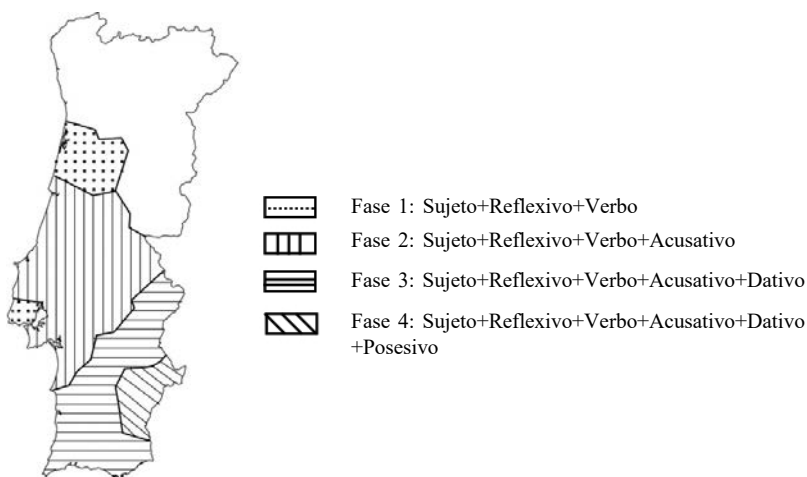 Fase 1: Sujeto+Reflexivo+Verbo
Fase 2: Sujeto+Reflexivo+Verbo+Acusativo
Fase 3: Sujeto+Reflexivo+Verbo+Acusativo+Dativo
Fase 4: Sujeto+Reflexivo+Verbo+Acusativo+Dativo
+Posesivo